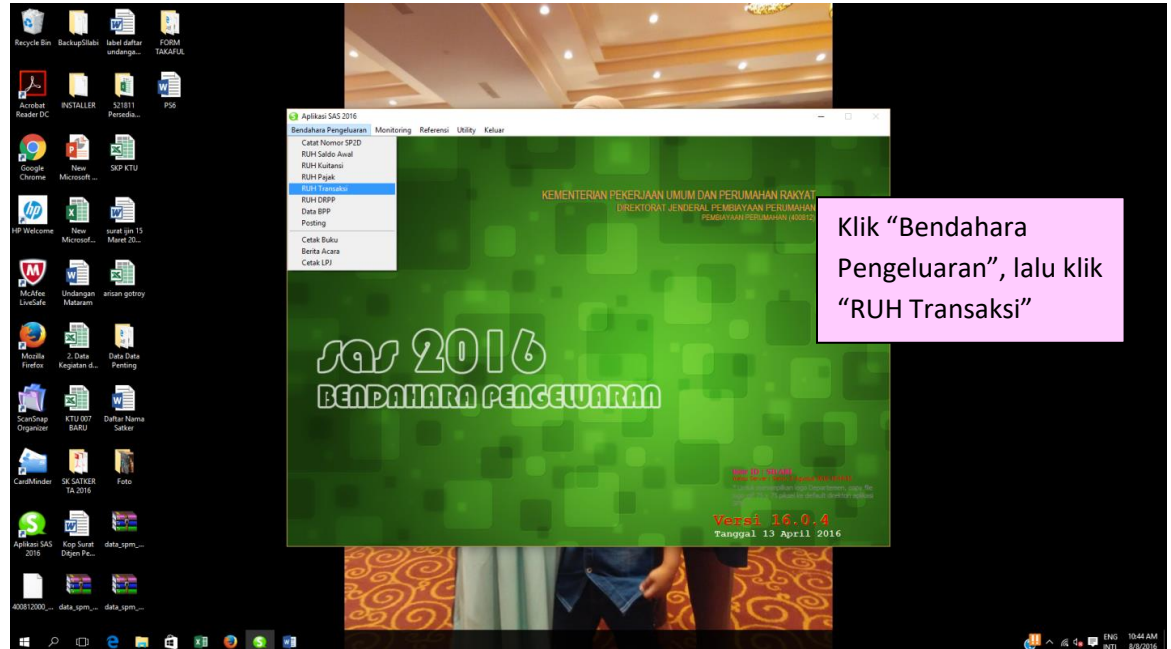 Recycle Bin
BackupSIlabi
label daftar
undanga...
FORM
TAKAFUL
Acrobat
Reader DC
INSTALLER
521811
Persedia...
PS6
Google
Chrome
New
Microsoft ...
SKP KTU
HP Welcome
New
Microsof...
surat ijin 15
Maret 20...
McAfee
LiveSafe
Undangan
Mataram
arisan gotroy
Mozilla
Firefox
2. Data
Kegiatan d...
Data Data
Penting
ScanSnap
Organizer
KTU 007
BARU
Daftar Nama
Satker
CardMinder
SK SATKER
TA 2016
Foto
Aplikasi SAS
2016
Kop Surat
Ditjen Pe...
data_spm_...
400812000_...
data_spm_...
data_spm_...
Aplikasi SAS 2016
Bendahara Pengeluaran Monitoring Referensi Utility Keluar
Catat Nomor SP2D
RUH Saldo Awal
RUH Kuitansi
RUH Pajak
RUH Transaksi
RUH DRPP
Data BPP
Posting
Cetak Buku
Berita Acara
Cetak LPJ
KEMENTERIAN PEKERJAAN UMUM DAN PERUMAHAN RAKYAT
DIREKTORAT JENDERAL PEMBIAYAAN PERUMAHAN
PEMBIAYAAN PERUMAHAN (400812)
sas 2016
BENDAHARA PENGELUARAN
Versi 16.0.4
Tanggal 13 April 2016
Klik “Bendahara
Pengeluaran”, lalu klik
“RUH Transaksi”
ENG
INTL
10:44 AM
8/8/2016